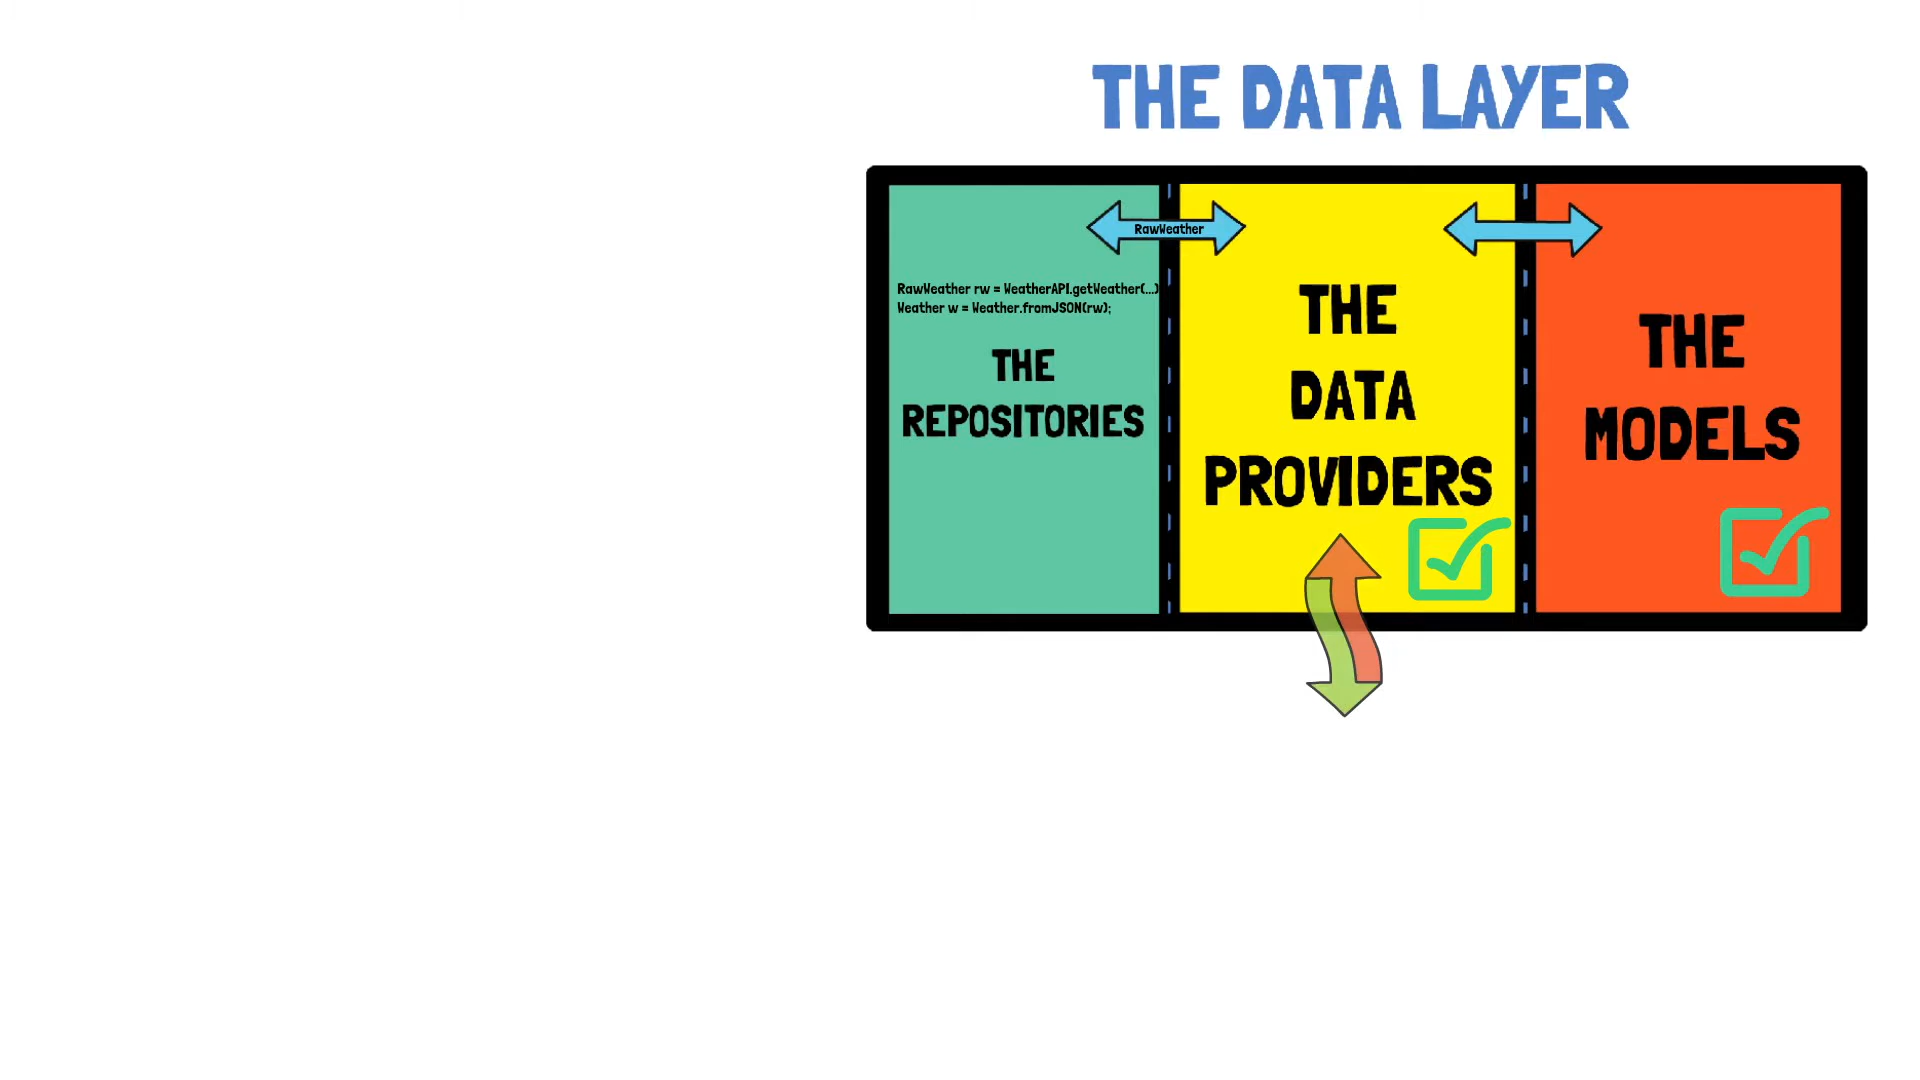 THE DATA LAYER
RawWeather
RawWeather rw = WeatherAPI.getWeather(...)
Weather w = Weather.fromJSON(rw);
THE
REPOSITORIES
THE
DATA
PROVIDERS
THE
MODELS